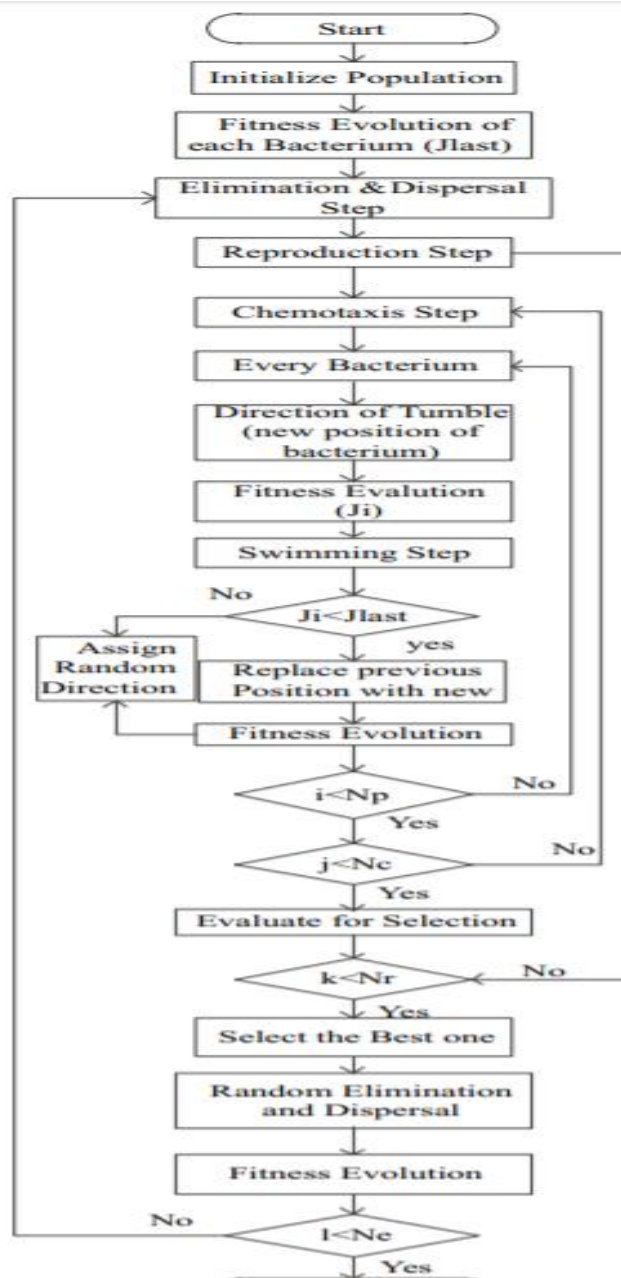 Start
Initialize Population
Fitness Evolution of
each Bacterium (Jlast)
Elimination & Dispersal
Step
Reproduction Step
Chemotaxis Step
Every Bacterium
Direction of Tumble
(new position of
bacterium)
Fitness Evalution
(Ji)
Swimming Step
No
Ji<Jlast
yes
Assign
Random
Direction
Replace previous
Position with new
Fitness Evolution
i<Np
No
Yes
j<Nc
No
Yes
Evaluate for Selection
k<Nr
No
Yes
Select the Best one
Random Elimination
and Dispersal
Fitness Evolution
No
l<Ne
Yes